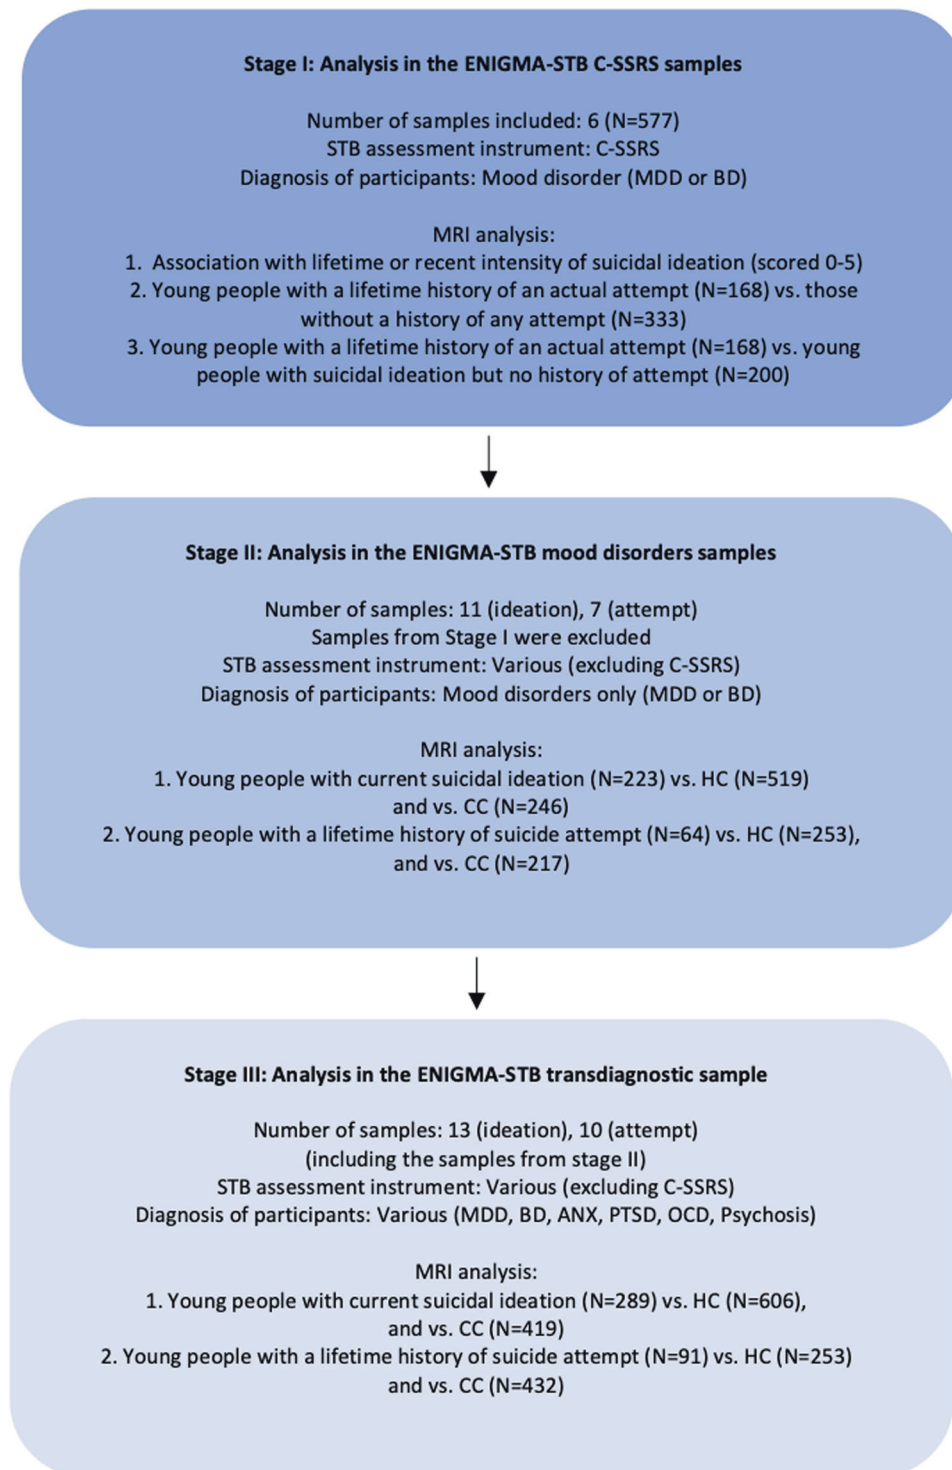 Stage I: Analysis in the ENIGMA-STB C-SSRS samples
Number of samples included: 6 (N=577)
STB assessment instrument: C-SSRS
Diagnosis of participants: Mood disorder (MDD or BD)
MRI analysis:
1. Association with lifetime or recent intensity of suicidal ideation (scored 0-5)
2. Young people with a lifetime history of an actual attempt (N=168) vs. those
without a history of any attempt (N=333)
3. Young people with a lifetime history of an actual attempt (N=168) vs. young
people with suicidal ideation but no history of attempt (N=200)
Stage II: Analysis in the ENIGMA-STB mood disorders samples
Number of samples: 11 (ideation), 7 (attempt)
Samples from Stage I were excluded
STB assessment instrument: Various (excluding C-SSRS)
Diagnosis of participants: Mood disorders only (MDD or BD)
MRI analysis:
1. Young people with current suicidal ideation (N=223) vs. HC (N=519)
and vs. CC (N=246)
2. Young people with a lifetime history of suicide attempt (N=64) vs. HC (N=253),
and vs. CC (N=217)
Stage III: Analysis in the ENIGMA-STB transdiagnostic sample
Number of samples: 13 (ideation), 10 (attempt)
(including the samples from stage II)
STB assessment instrument: Various (excluding C-SSRS)
Diagnosis of participants: Various (MDD, BD, ANX, PTSD, OCD, Psychosis)
MRI analysis:
1. Young people with current suicidal ideation (N=289) vs. HC (N=606),
and vs. CC (N=419)
2. Young people with a lifetime history of suicide attempt (N=91) vs. HC (N=253)
and vs. CC (N=432)